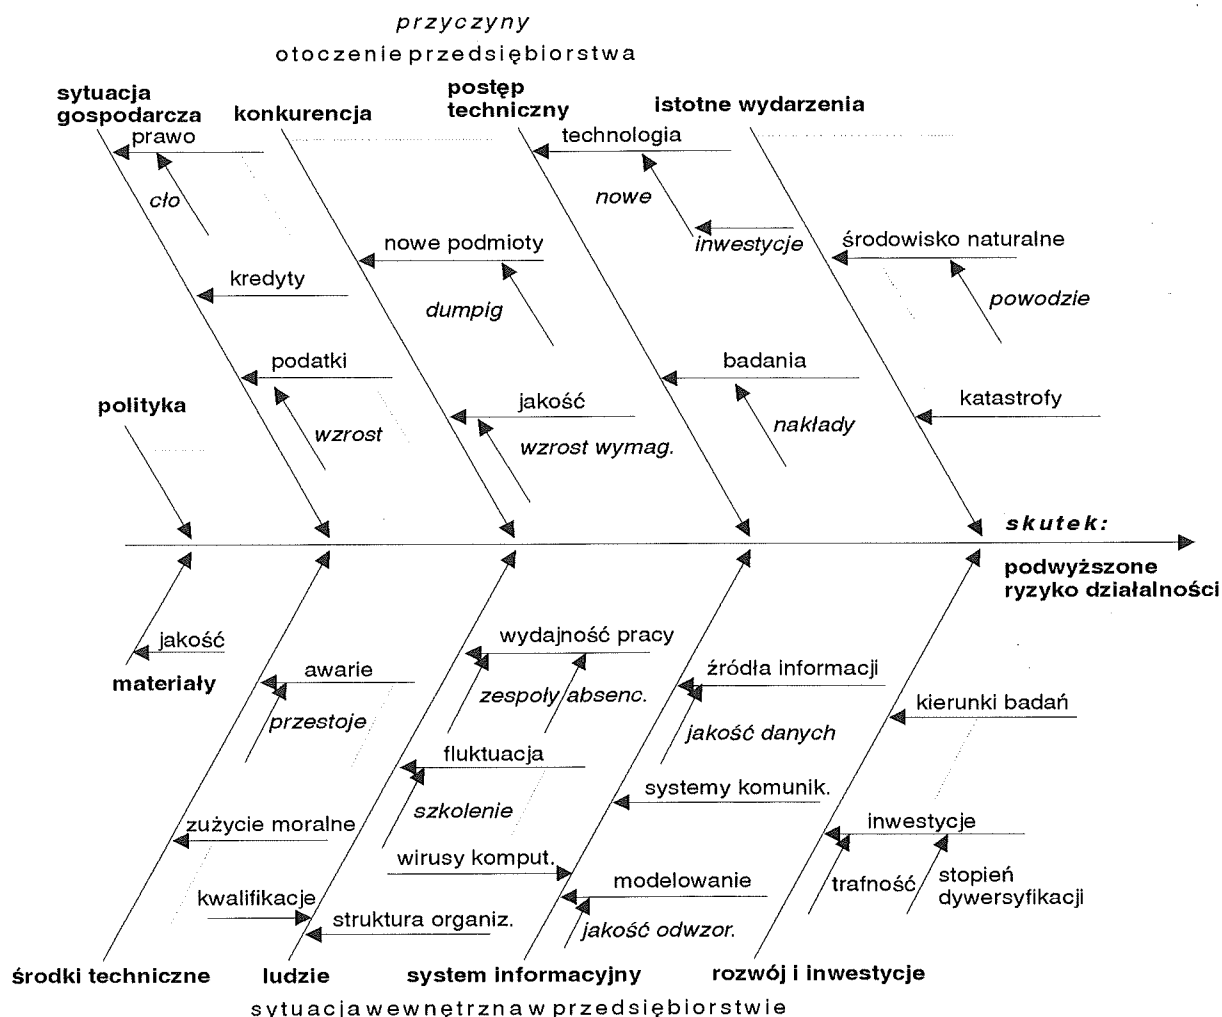 przyczyny
otoczenie przedsiębiorstwa
sytuacja
gospodarcza
konkurencja
postęp
techniczny
istotne wydarzenia
prawo
technologia
cło
nowe
nowe podmioty
inwestycje
środowisko naturalne
kredyty
dumpig
powodzie
podatki
badania
polityka
jakość
katastrofy
wzrost
wzrost wymag.
nakłady
skutek:
podwyższone
ryzyko działalności
jakość
wydajność pracy
materiały
awarie
zespoły absenc.
źródła informacji
przestoje
kierunki badań
jakość danych
fluktuacja
szkolenie
systemy komunik.
zużycie moralne
inwestycje
wirusy komput.
modelowanie
trafność
stopień
dywersyfikacji
kwalifikacje
struktura organiz.
jakość odwzor.
środki techniczne
ludzie
system informacyjny
rozwój i inwestycje
sytuacja wewnętrzna w przedsiębiorstwie